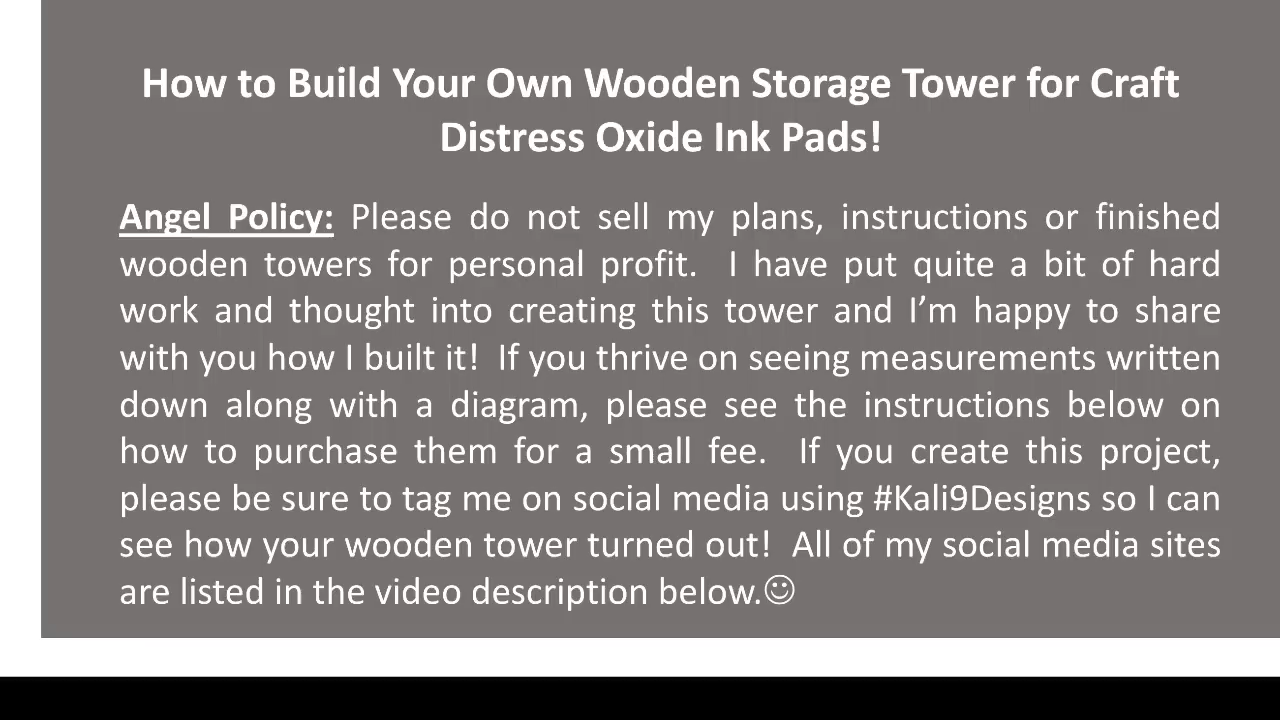 How to Build Your Own Wooden Storage Tower for Craft
Distress Oxide Ink Pads!
Angel Policy: Please do not sell my plans, instructions or finished
wooden towers for personal profit.  I have put quite a bit of hard
work and thought into creating this tower and I’m happy to share
with you how I built it!  If you thrive on seeing measurements written
down along with a diagram, please see the instructions below on
how to purchase them for a small fee.  If you create this project,
please be sure to tag me on social media using #Kali9Designs so I can
see how your wooden tower turned out!  All of my social media sites
are listed in the video description below.☺